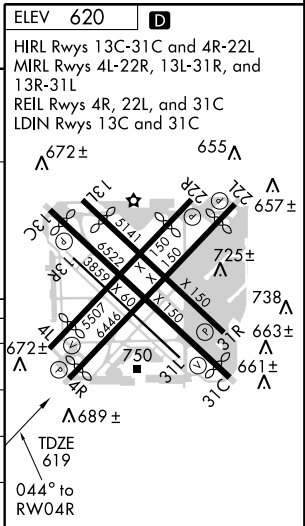 ELEV 620 D
HIRL Rwys 13C-31C and 4R-22L
MIRL Rwys 4L-22R, 13L-31R, and
13R-31L
REIL Rwys 4R, 22L, and 31C
LDIN Rwys 13C and 31C
672±
655
657±
13L
22R
22L
13C
P
P
P
5141
6522
X 150
X 150
725±
13R
3859
X 60
X 150
X 150
738
663±
661±
4L
5507
6446
P
31R
672±
V
V
P
4R
750
31L
31C
689±
TDZE
619
044° to
RW04R